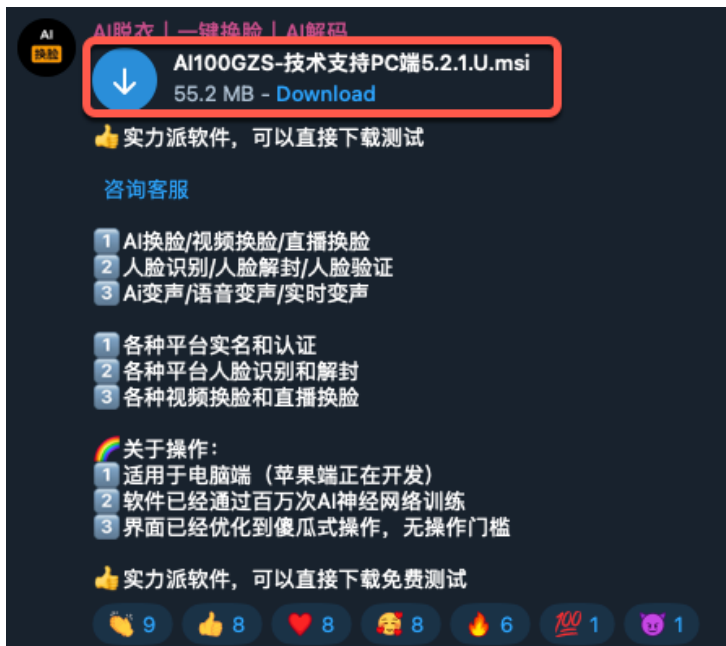 AI
换脸
AI脱衣｜一键换脸｜AI解码
AI100GZS-技术支持PC端5.2.1.U.msi
55.2 MB - Download
👍实力派软件，可以直接下载测试
咨询客服
1️⃣AI换脸/视频换脸/直播换脸
2️⃣人脸识别/人脸解封/人脸验证
3️⃣Ai变声/语音变声/实时变声
1️⃣各种平台实名和认证
2️⃣各种平台人脸识别和解封
3️⃣各种视频换脸和直播换脸
🌈关于操作：
1️⃣适用于电脑端（苹果端正在开发）
2️⃣软件已经通过百万次AI神经网络训练
3️⃣界面已经优化到傻瓜式操作，无操作门槛
👍实力派软件，可以直接下载免费测试
👏 9 👍 8 ❤️ 8 🥰 8 🔥 6 💯 1 😈 1